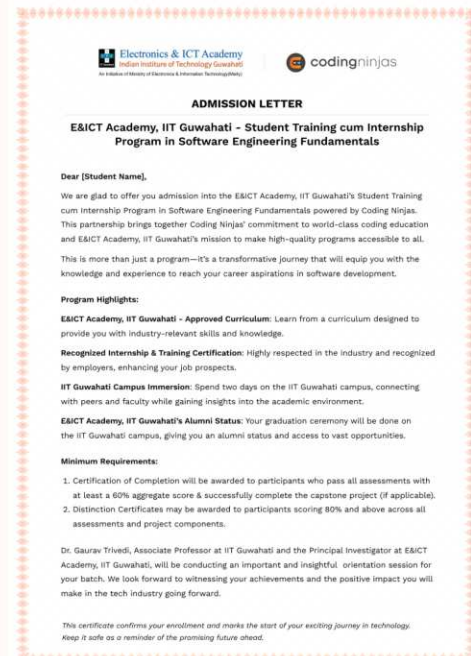 Electronics & ICT Academy
Indian Institute of Technology Guwahati
An Initiative of Ministry of Electronics & Information Technology(Meity)
codingninjas
ADMISSION LETTER
E&ICT Academy, IIT Guwahati - Student Training cum Internship
Program in Software Engineering Fundamentals
Dear [Student Name],
We are glad to offer you admission into the E&ICT Academy, IIT Guwahati's Student Training
cum Internship Program in Software Engineering Fundamentals powered by Coding Ninjas.
This partnership brings together Coding Ninjas' commitment to world-class coding education
and E&ICT Academy, IIT Guwahati's mission to make high-quality programs accessible to all.
This is more than just a program—it's a transformative journey that will equip you with the
knowledge and experience to reach your career aspirations in software development.
Program Highlights:
E&ICT Academy, IIT Guwahati - Approved Curriculum: Learn from a curriculum designed to
provide you with industry-relevant skills and knowledge.
Recognized Internship & Training Certification: Highly respected in the industry and recognized
by employers, enhancing your job prospects.
IIT Guwahati Campus Immersion: Spend two days on the IIT Guwahati campus, connecting
with peers and faculty while gaining insights into the academic environment.
E&ICT Academy, IIT Guwahati's Alumni Status: Your graduation ceremony will be done on
the IIT Guwahati campus, giving you an alumni status and access to vast opportunities.
Minimum Requirements:
1. Certification of Completion will be awarded to participants who pass all assessments with
at least a 60% aggregate score & successfully complete the capstone project (if applicable).
2. Distinction Certificates may be awarded to participants scoring 80% and above across all
assessments and project components.
Dr. Gaurav Trivedi, Associate Professor at IIT Guwahati and the Principal Investigator at E&ICT
Academy, IIT Guwahati, will be conducting an important and insightful orientation session for
your batch. We look forward to witnessing your achievements and the positive impact you will
make in the tech industry going forward.
This certificate confirms your enrollment and marks the start of your exciting journey in technology.
Keep it safe as a reminder of the promising future ahead.